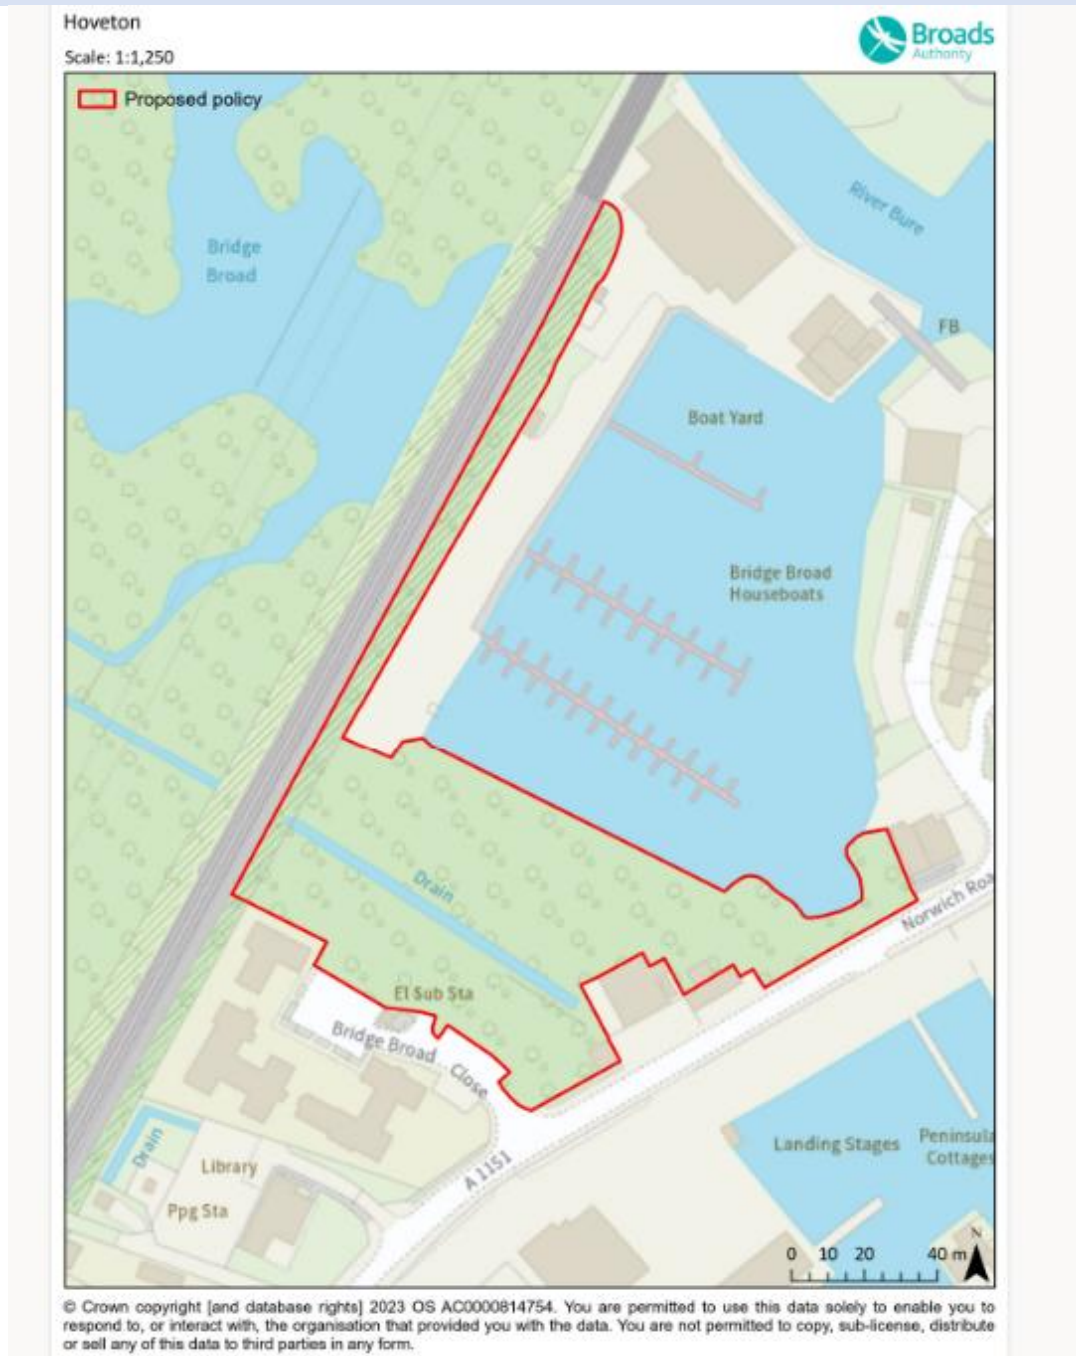 Hoveton
Scale: 1:1,250
Broads
Authority
Proposed policy
River Bure
Bridge
Broad
FB
Boat Yard
Bridge Broad
Houseboats
Drain
Norwich Roa
El Sub Sta
Bridge Broad Close
Landing Stages
Peninsula
Cottages
Drain
Library
A 1151
Ppg Sta
N
0 10 20 40 m
© Crown copyright [and database rights] 2023 OS AC0000814754. You are permitted to use this data solely to enable you to
respond to, or interact with, the organisation that provided you with the data. You are not permitted to copy, sub-license, distribute
or sell any of this data to third parties in any form.